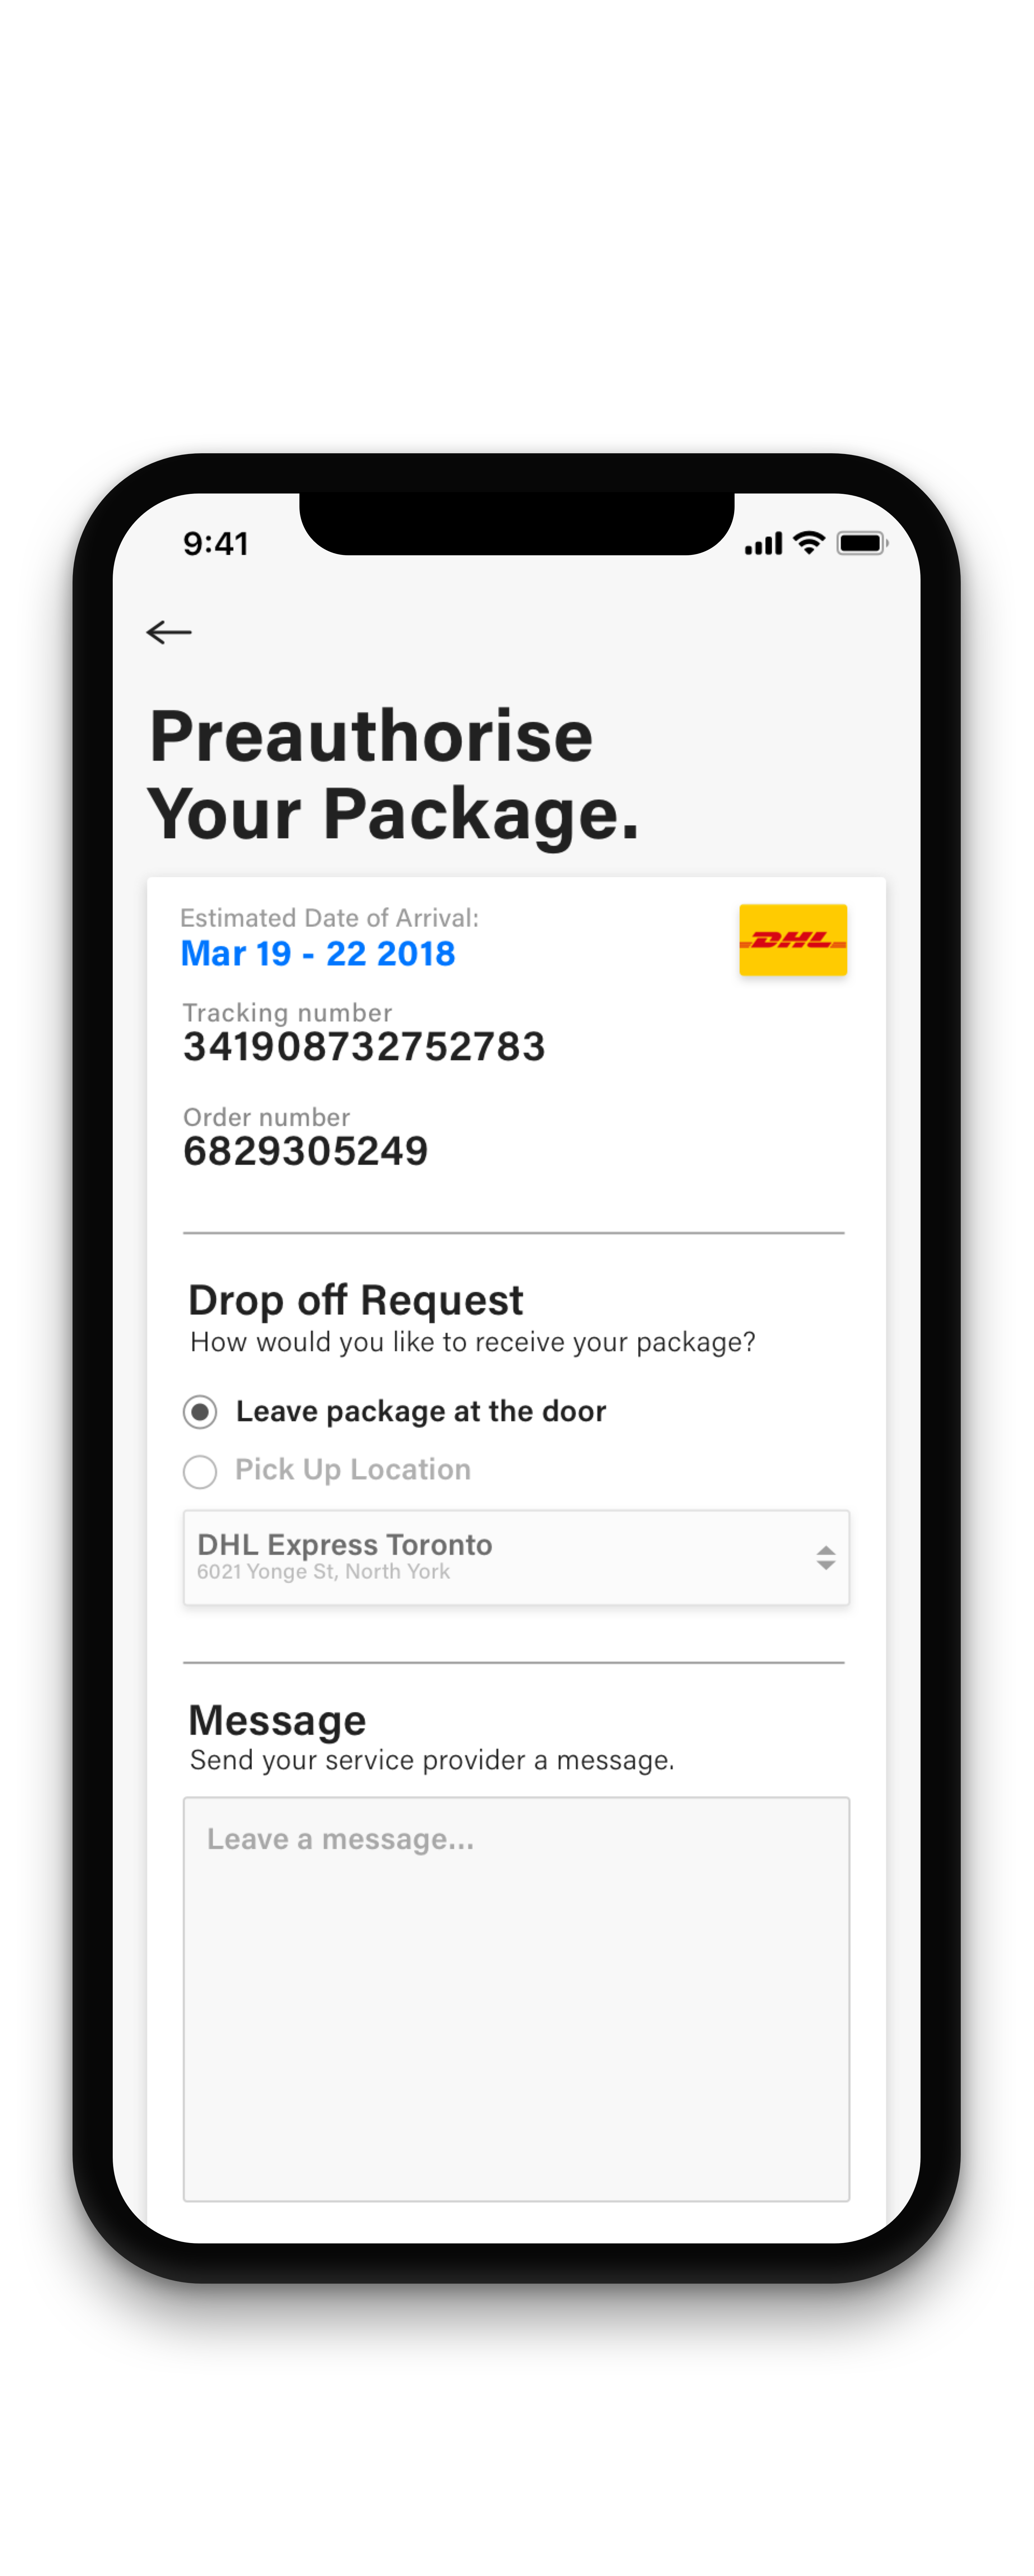 9:41
Preauthorise
Your Package.
Estimated Date of Arrival:
Mar 19 - 22 2018
DHL
Tracking number
341908732752783
Order number
6829305249
Drop off Request
How would you like to receive your package?
Leave package at the door
Pick Up Location
DHL Express Toronto
6021 Yonge St, North York
Message
Send your service provider a message.
Leave a message...